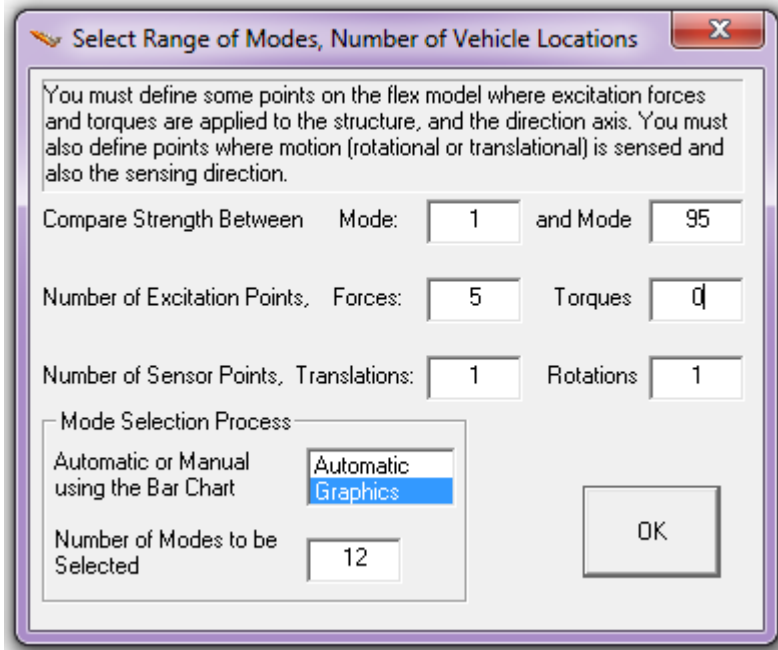 Select Range of Modes, Number of Vehicle Locations
You must define some points on the flex model where excitation forces
and torques are applied to the structure, and the direction axis. You must
also define points where motion (rotational or translational) is sensed and
also the sensing direction.
Compare Strength Between Mode: 1 and Mode 95
Number of Excitation Points, Forces: 5 Torques 0
Number of Sensor Points, Translations: 1 Rotations 1
Mode Selection Process
Automatic or Manual
using the Bar Chart
Automatic
Graphics
Number of Modes to be
Selected
12
OK